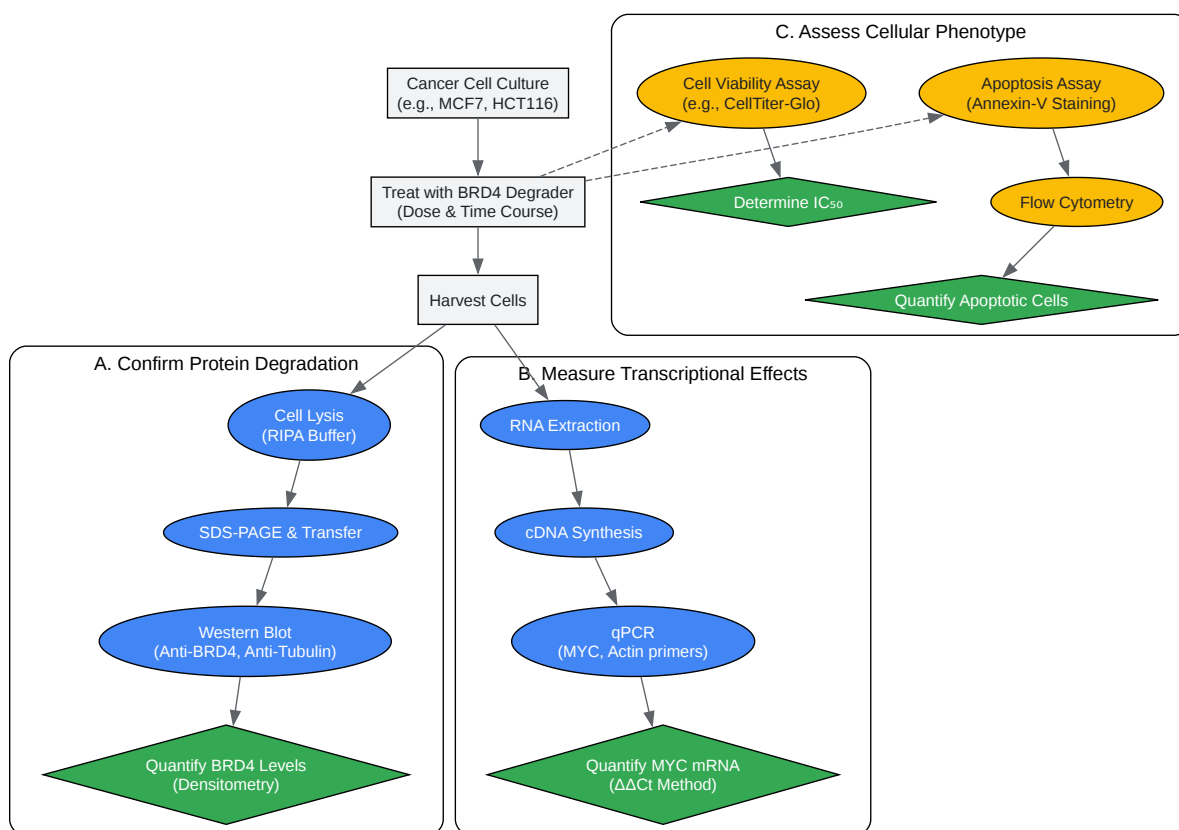 C. Assess Cellular Phenotype
Cancer Cell Culture
(e.g., MCF7, HCT116)
Cell Viability Assay
(e.g., CellTiter-Glo)
Apoptosis Assay
(Annexin-V Staining)
Treat with BRD4 Degrader
(Dose & Time Course)
Determine IC₅₀
Flow Cytometry
Harvest Cells
Quantify Apoptotic Cells
A. Confirm Protein Degradation
Cell Lysis
(RIPA Buffer)
SDS-PAGE & Transfer
Western Blot
(Anti-BRD4, Anti-Tubulin)
Quantify BRD4 Levels
(Densitometry)
B. Measure Transcriptional Effects
RNA Extraction
cDNA Synthesis
qPCR
(MYC, Actin primers)
Quantify MYC mRNA
(ΔΔCt Method)